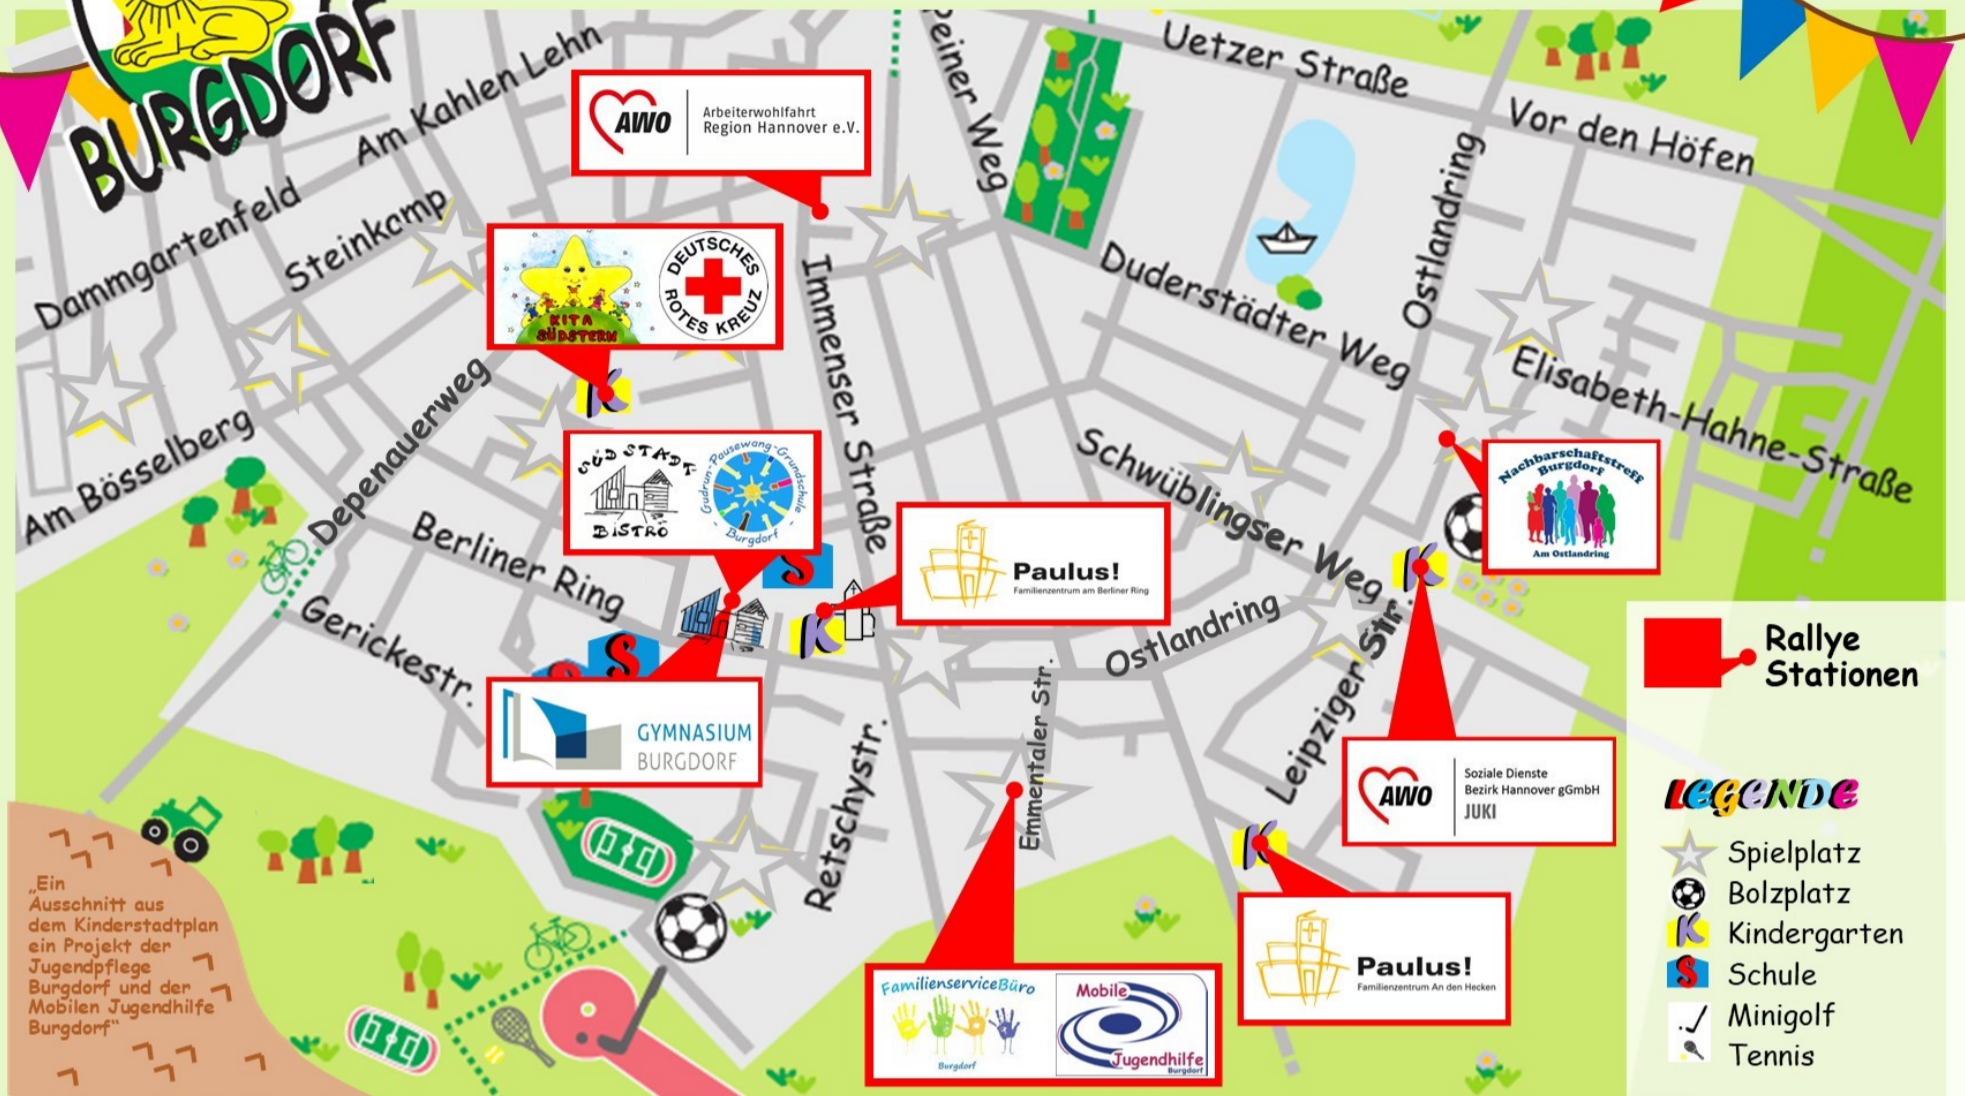 BURGDORF
Am Kahlen Lehn
Dammgartenfeld
Steinkamp
Am Bösselberg
Depenauerweg
Berliner Ring
Gerickestr.
AWO
Arbeiterwohlfahrt
Region Hannover e.V.
KITA
SÜDSTERN
DEUTSCHES
ROTES KREUZ
Immenser Straße
SÜD STADT
BISTRO
Gudrun-Pausewang-Grundschule
- Burgdorf -
K
S
GYMNASIUM
BURGDORF
S
K
Paulus!
Familienzentrum am Berliner Ring
Weg
Uetzer Straße
Vor den Höfen
Ostlandring
Duderstädter Weg
Elisabeth-Hahne-Straße
Schwüblingser Weg
Nachbarschaftstreff
Burgdorf
Am Ostlandring
K
Ostlandring
Leipziger Str.
Emmentaler Str.
Retschystr.
AWO
Soziale Dienste
Bezirk Hannover gGmbH
JUKI
K
Paulus!
Familienzentrum An den Hecken
FamilienserviceBüro
Burgdorf
Mobile
Jugendhilfe
Burgdorf
„Ein
Ausschnitt aus
dem Kinderstadtplan
ein Projekt der
Jugendpflege
Burgdorf und der
Mobilen Jugendhilfe
Burgdorf“
Rallye
Stationen
LEGENDE
Spielplatz
Bolzplatz
K Kindergarten
S Schule
Minigolf
Tennis